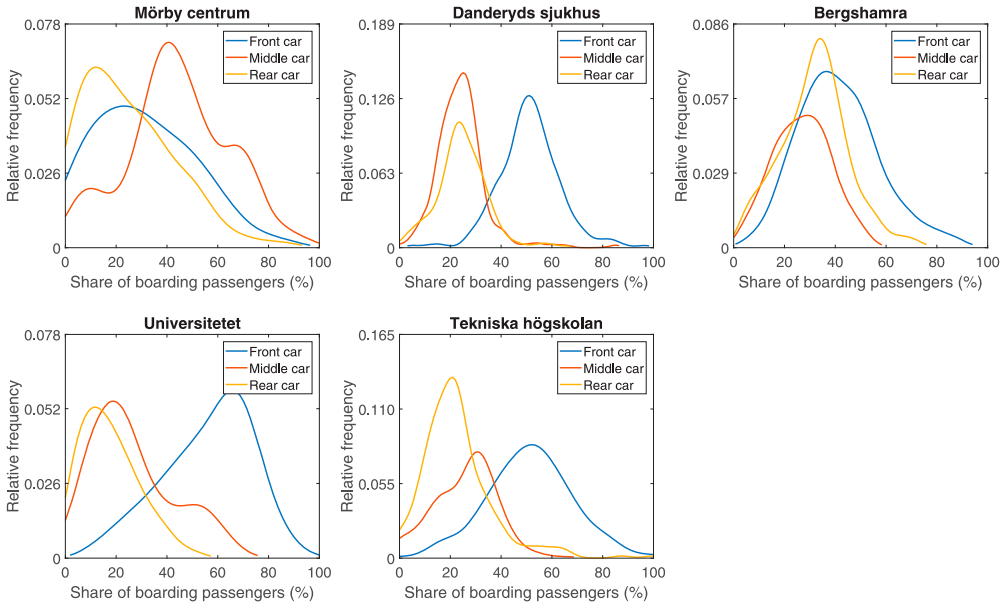 Mörby centrum
0.078
0.052
0.026
0
Relative frequency
Front car
Middle car
Rear car
0 20 40 60 80 100
Share of boarding passengers (%)
Danderyds sjukhus
0.189
0.126
0.063
0
Relative frequency
Front car
Middle car
Rear car
0 20 40 60 80 100
Share of boarding passengers (%)
Bergshamra
0.086
0.057
0.029
0
Relative frequency
Front car
Middle car
Rear car
0 20 40 60 80 100
Share of boarding passengers (%)
Universitetet
0.078
0.052
0.026
0
Relative frequency
Front car
Middle car
Rear car
0 20 40 60 80 100
Share of boarding passengers (%)
Tekniska högskolan
0.165
0.110
0.055
0
Relative frequency
Front car
Middle car
Rear car
0 20 40 60 80 100
Share of boarding passengers (%)